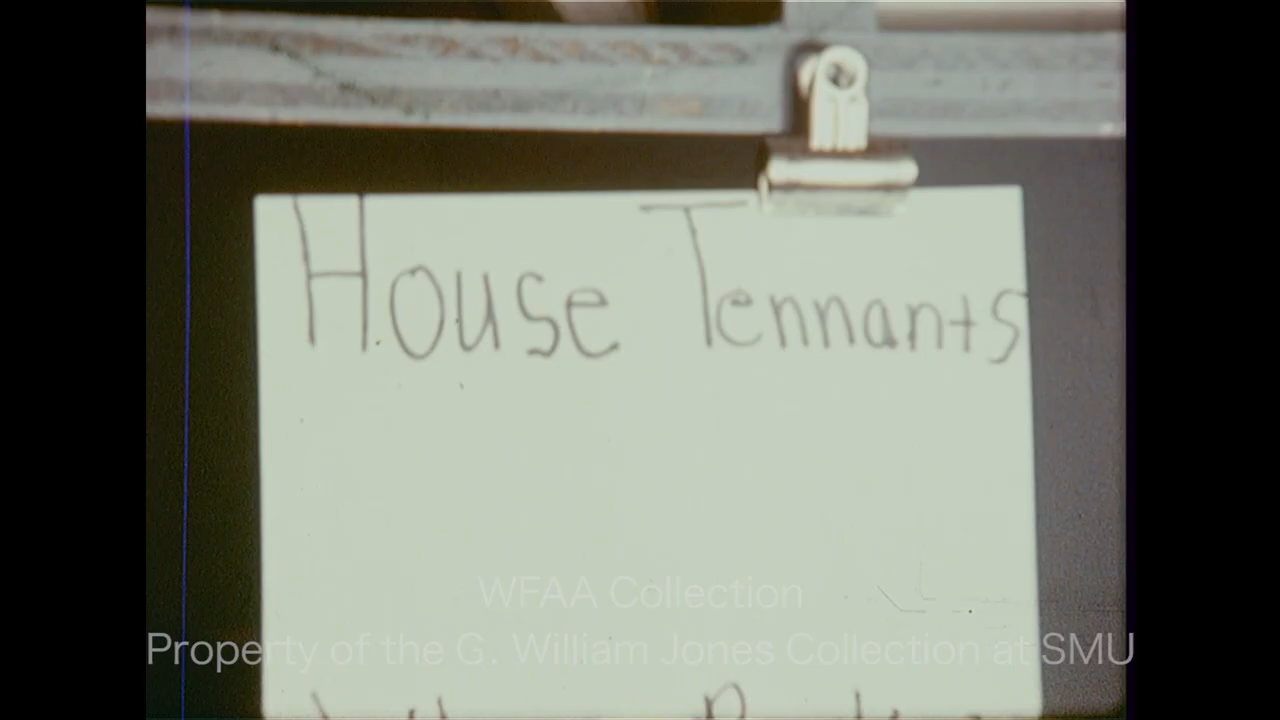 House Tennants
WFAA Collection
Property of the G. William Jones Collection at SMU